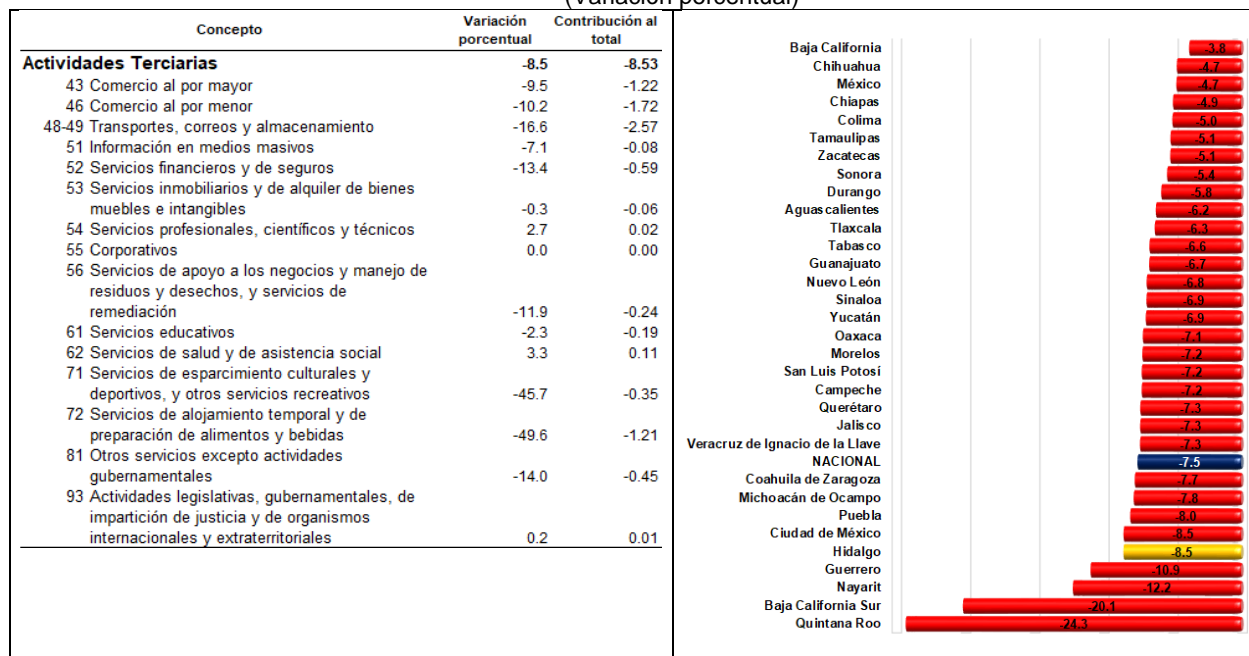 (Variación porcentual)
Concepto Variación porcentual Contribución al total
Actividades Terciarias -8.5 -8.53
43 Comercio al por mayor -9.5 -1.22
46 Comercio al por menor -10.2 -1.72
48-49 Transportes, correos y almacenamiento -16.6 -2.57
51 Información en medios masivos -7.1 -0.08
52 Servicios financieros y de seguros -13.4 -0.59
53 Servicios inmobiliarios y de alquiler de bienes
muebles e intangibles -0.3 -0.06
54 Servicios profesionales, científicos y técnicos 2.7 0.02
55 Corporativos 0.0 0.00
56 Servicios de apoyo a los negocios y manejo de
residuos y desechos, y servicios de
remediación -11.9 -0.24
61 Servicios educativos -2.3 -0.19
62 Servicios de salud y de asistencia social 3.3 0.11
71 Servicios de esparcimiento culturales y
deportivos, y otros servicios recreativos -45.7 -0.35
72 Servicios de alojamiento temporal y de
preparación de alimentos y bebidas -49.6 -1.21
81 Otros servicios excepto actividades
gubernamentales -14.0 -0.45
93 Actividades legislativas, gubernamentales, de
impartición de justicia y de organismos
internacionales y extraterritoriales 0.2 0.01
Baja California -3.8
Chihuahua -4.7
México -4.7
Chiapas -4.9
Colima -5.0
Tamaulipas -5.1
Zacatecas -5.1
Sonora -5.4
Durango -5.8
Aguascalientes -6.2
Tlaxcala -6.3
Tabasco -6.6
Guanajuato -6.7
Nuevo León -6.8
Sinaloa -6.9
Yucatán -6.9
Oaxaca -7.1
Morelos -7.2
San Luis Potosí -7.2
Campeche -7.2
Querétaro -7.3
Jalisco -7.3
Veracruz de Ignacio de la Llave -7.3
NACIONAL -7.5
Coahuila de Zaragoza -7.7
Michoacán de Ocampo -7.8
Puebla -8.0
Ciudad de México -8.5
Hidalgo -8.5
Guerrero -10.9
Nayarit -12.2
Baja California Sur -20.1
Quintana Roo -24.3